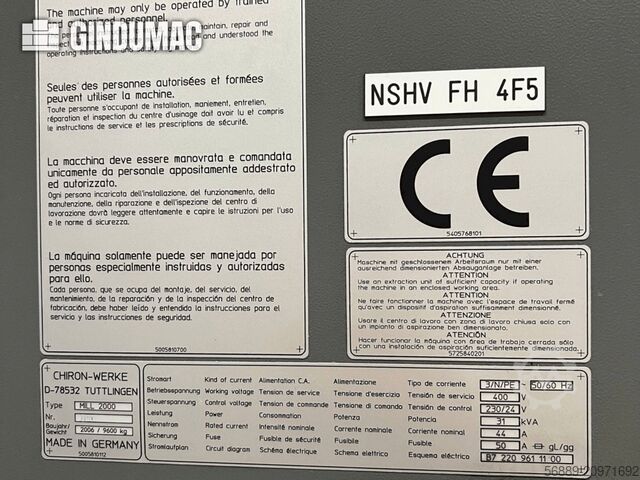 The machine may only be operated by trained
and authorized personnel.
GINDUMAC
operating instructions and safety
NSHV FH 4F5
Seules des personnes autorisées et formées
peuvent utiliser la machine.
Toute personne s'occupant de installation, maniement, entretien,
réparation et inspection du centre d'usinage doit avoir lu et compris
le instructions de service et les prescriptions de sécurité.
La macchina deve essere manovrata e comandata
unicamente da personale appositamente addestrato
ed autorizzato.
Ogni persona incaricata dell'installazione, del funzionamento, della
manutenzione, della riparazione e dell'ispezione del centro di
lavorazione dovrà leggere attentamente e capire le istruzioni per l'uso
e le norme di sicurezza.
La máquina solamente puede ser manejada por
personas especialmente instruidas y autorizadas
para ello.
Cada persona, que se ocupa del montaje, del servicio, del
mantenimiento, de la reparación y de la inspección del centro de
fabricación, debe haber leído y entendido la instrucciones para el
servicio y las instrucciones de seguridad.
5005810700
CE
5405768101
ACHTUNG
Maschine mit geschlossenem Arbeitsraum nur mit einer
ausreichend dimensionierten Absauganlage betreiben.
ATTENTION
Use an extraction unit of sufficient capacity if operating
the machine in an enclosed working area.
ATTENTION
Ne faire fonctionner machine avec l'espace de travail fermé
qu'avec un dispositif d'aspiration suffisamment dimensionné.
ATTENZIONE
Usare il centro di lavoro con zona di lavoro chiusa solo con
un impianto di aspirazione ben dimensionato.
ATENCIÓN
Hacer funcionar la máquina con área de trabajo cerrada
con una instalación de aspiración suficientemente dimensionada.
5725840201
CHIRON-WERKE
D-78532 TUTTLINGEN
Type MILL 2000
Nr.
Baujahr/
Gewicht 2006 / 9600 kg
MADE IN GERMANY
5005810112
Stromart Kind of current Alimentation C.A. Alimentazione Tipo de corriente 3/N/PE ~ 50/60 Hz
Betriebsspannung Working voltage Tension de service Tensione d'esercizio Tensión de servicio 400 V
Steuerspannung Control voltage Tension de commande Tensione di comando Tensión de control 230/24 V
Leistung Power Consommation Potenza Potencia 31 kVA
Nennstrom Rated current Intensité nominale Corrente nominale Corriente nominal 44 A
Sicherung Fuse Fusible de sécurité Fusibile Fusible 50 A gL/gg
Stromlaufplan Circuit diagram Schéma électrique Schema elettrico Esquema eléctrico B7 220 961 11 00
56889-20971692